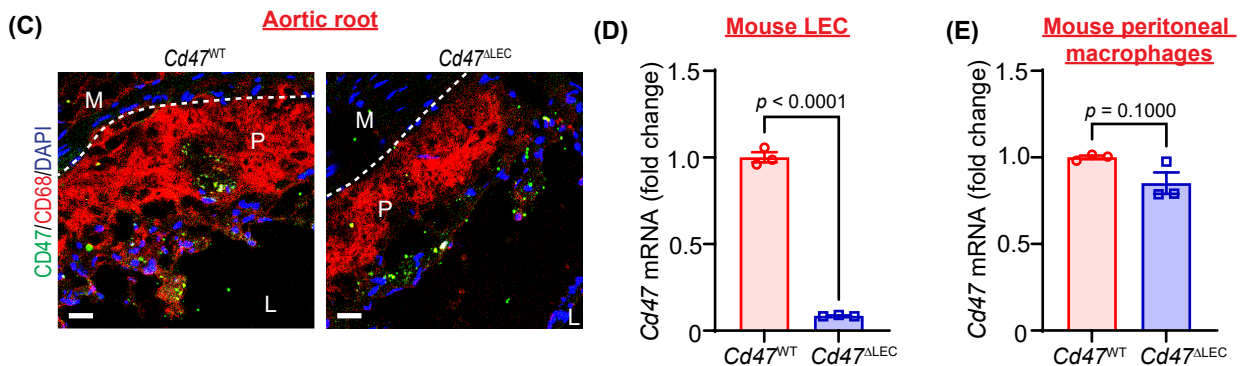 (C)
Aortic root
Cd47WT
Cd47ΔLEC
CD47/CD68/DAPI
M
P
L
M
P
L
(D)
Mouse LEC
Cd47 mRNA (fold change)
1.5
1.0
0.5
0
p < 0.0001
Cd47WT
Cd47ΔLEC
(E)
Mouse peritoneal
macrophages
Cd47 mRNA (fold change)
1.5
1.0
0.5
0
p = 0.1000
Cd47WT
Cd47ΔLEC